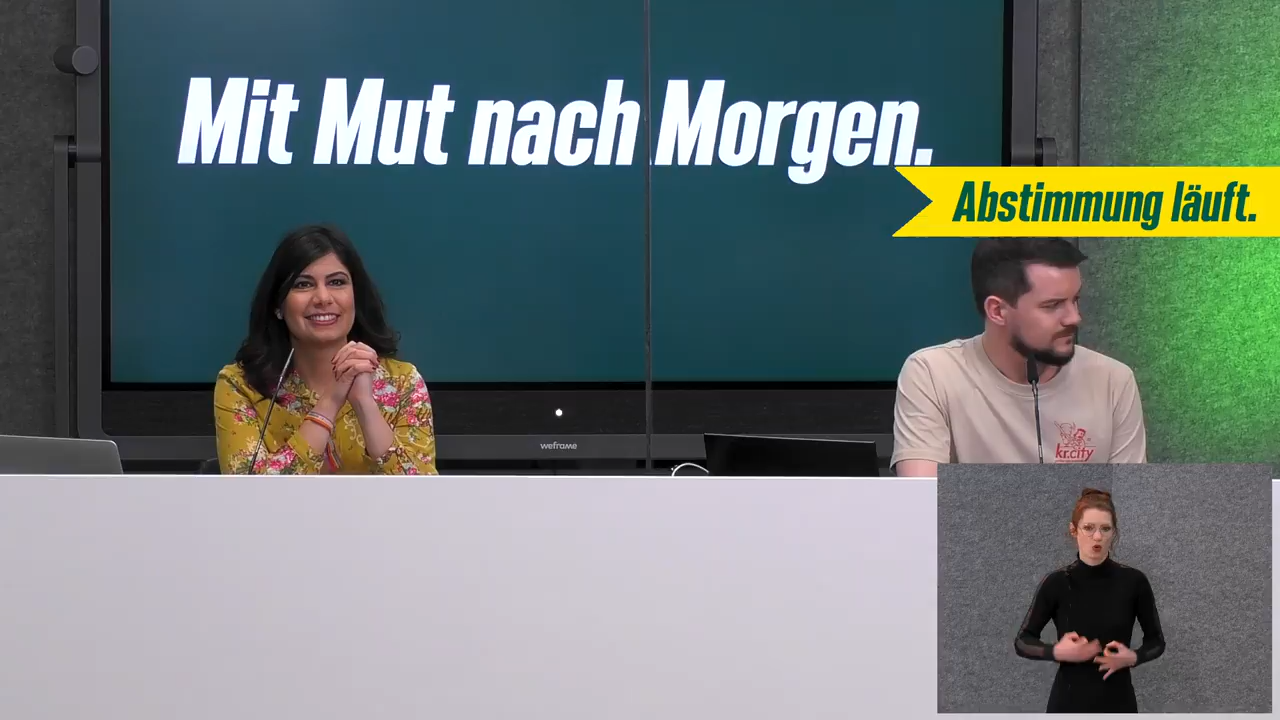 Mit Mut nach Morgen.
Abstimmung läuft.
weframe
kr.city